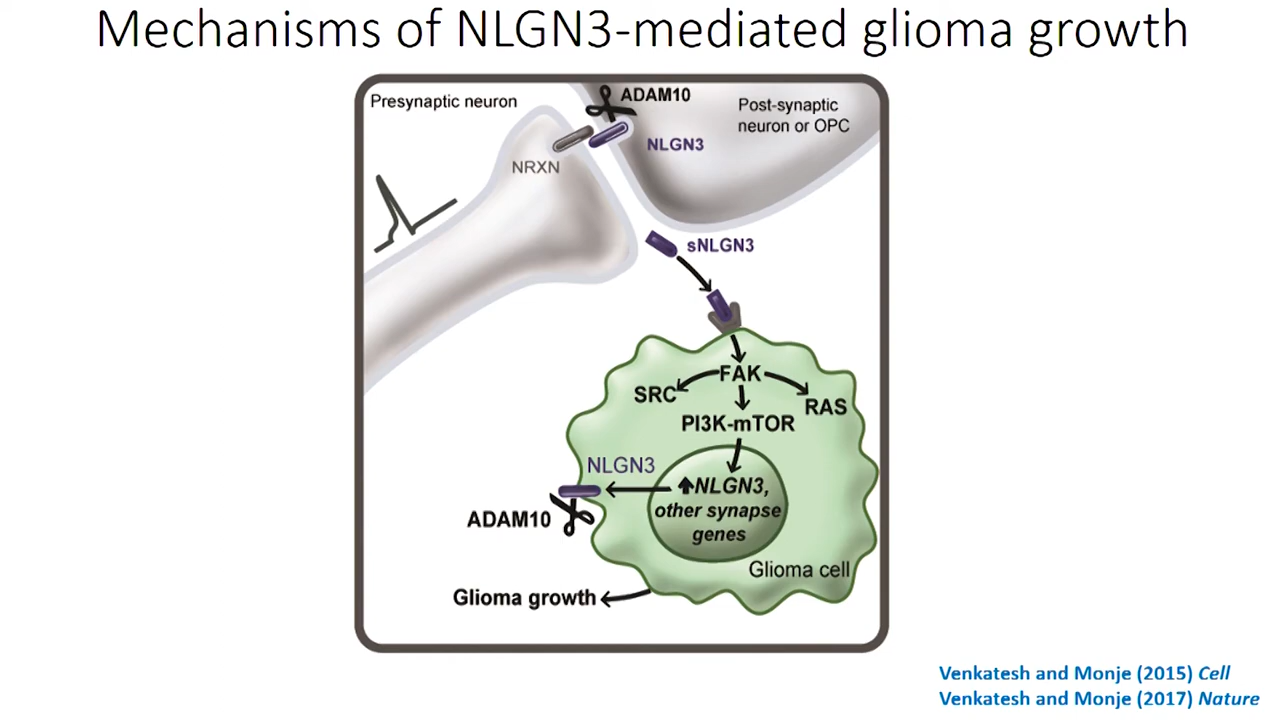 Mechanisms of NLGN3-mediated glioma growth
Presynaptic neuron
ADAM10
Post-synaptic
neuron or OPC
NLGN3
NRXN
sNLGN3
FAK
SRC
RAS
PI3K-mTOR
NLGN3
NLGN3,
other synapse
genes
ADAM10
Glioma cell
Glioma growth
Venkatesh and Monje (2015) Cell
Venkatesh and Monje (2017) Nature